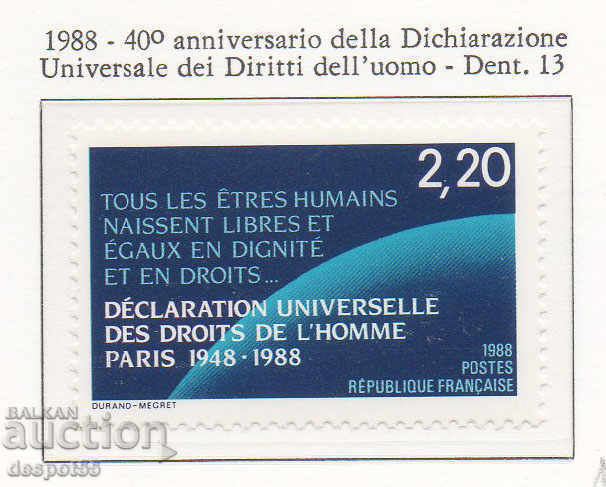 1988 - 40º anniversario della Dichiarazione
Universale dei Diritti dell'uomo - Dent. 13
2,20
TOUS LES ÊTRES HUMAINS
NAISSENT LIBRES ET
ÉGAUX EN DIGNITÉ
ET EN DROITS...
DÉCLARATION UNIVERSELLE
DES DROITS DE L'HOMME
PARIS 1948 · 1988
1988
POSTES
RÉPUBLIQUE FRANÇAISE
DURAND-MEGRET
BALKAN
auction
despot55